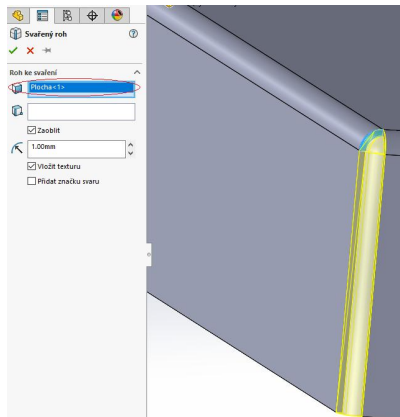 Svařený roh
Roh ke svaření
Plocha<1>
Zaoblit
1.00mm
Vložit texturu
Přidat značku svaru